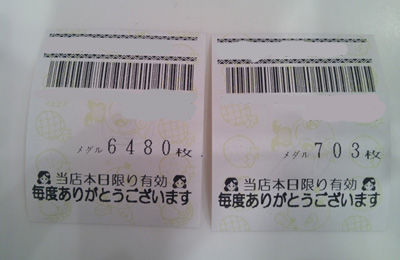 メダル 6480枚
当店本日限り有効
毎度ありがとうございます
メダル 703枚
当店本日限り有効
毎度ありがとうございます